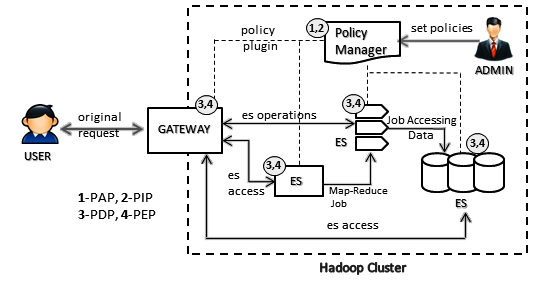 policy
plugin
1,2
Policy
Manager
set policies
ADMIN
3,4
3,4
original
request
GATEWAY
es operations
Job Accessing
Data
ES
USER
es
access
3,4
ES
3,4
Map-Reduce
Job
ES
1-PAP, 2-PIP
3-PDP, 4-PEP
es access
Hadoop Cluster